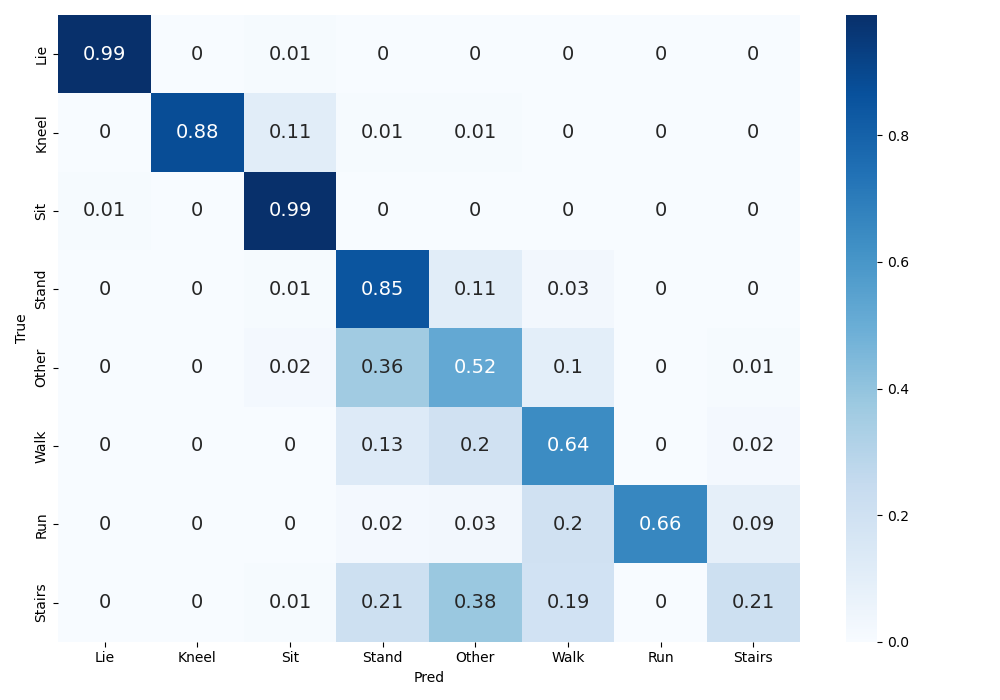 Lie 0.99 0 0.01 0 0 0 0 0
Kneel 0 0.88 0.11 0.01 0.01 0 0 0
Sit 0.01 0 0.99 0 0 0 0 0
Stand 0 0 0.01 0.85 0.11 0.03 0 0
Other 0 0 0.02 0.36 0.52 0.1 0 0.01
Walk 0 0 0 0.13 0.2 0.64 0 0.02
Run 0 0 0 0.02 0.03 0.2 0.66 0.09
Stairs 0 0 0.01 0.21 0.38 0.19 0 0.21
True
Lie Kneel Sit Stand Other Walk Run Stairs
Pred
0.8
0.6
0.4
0.2
0.0